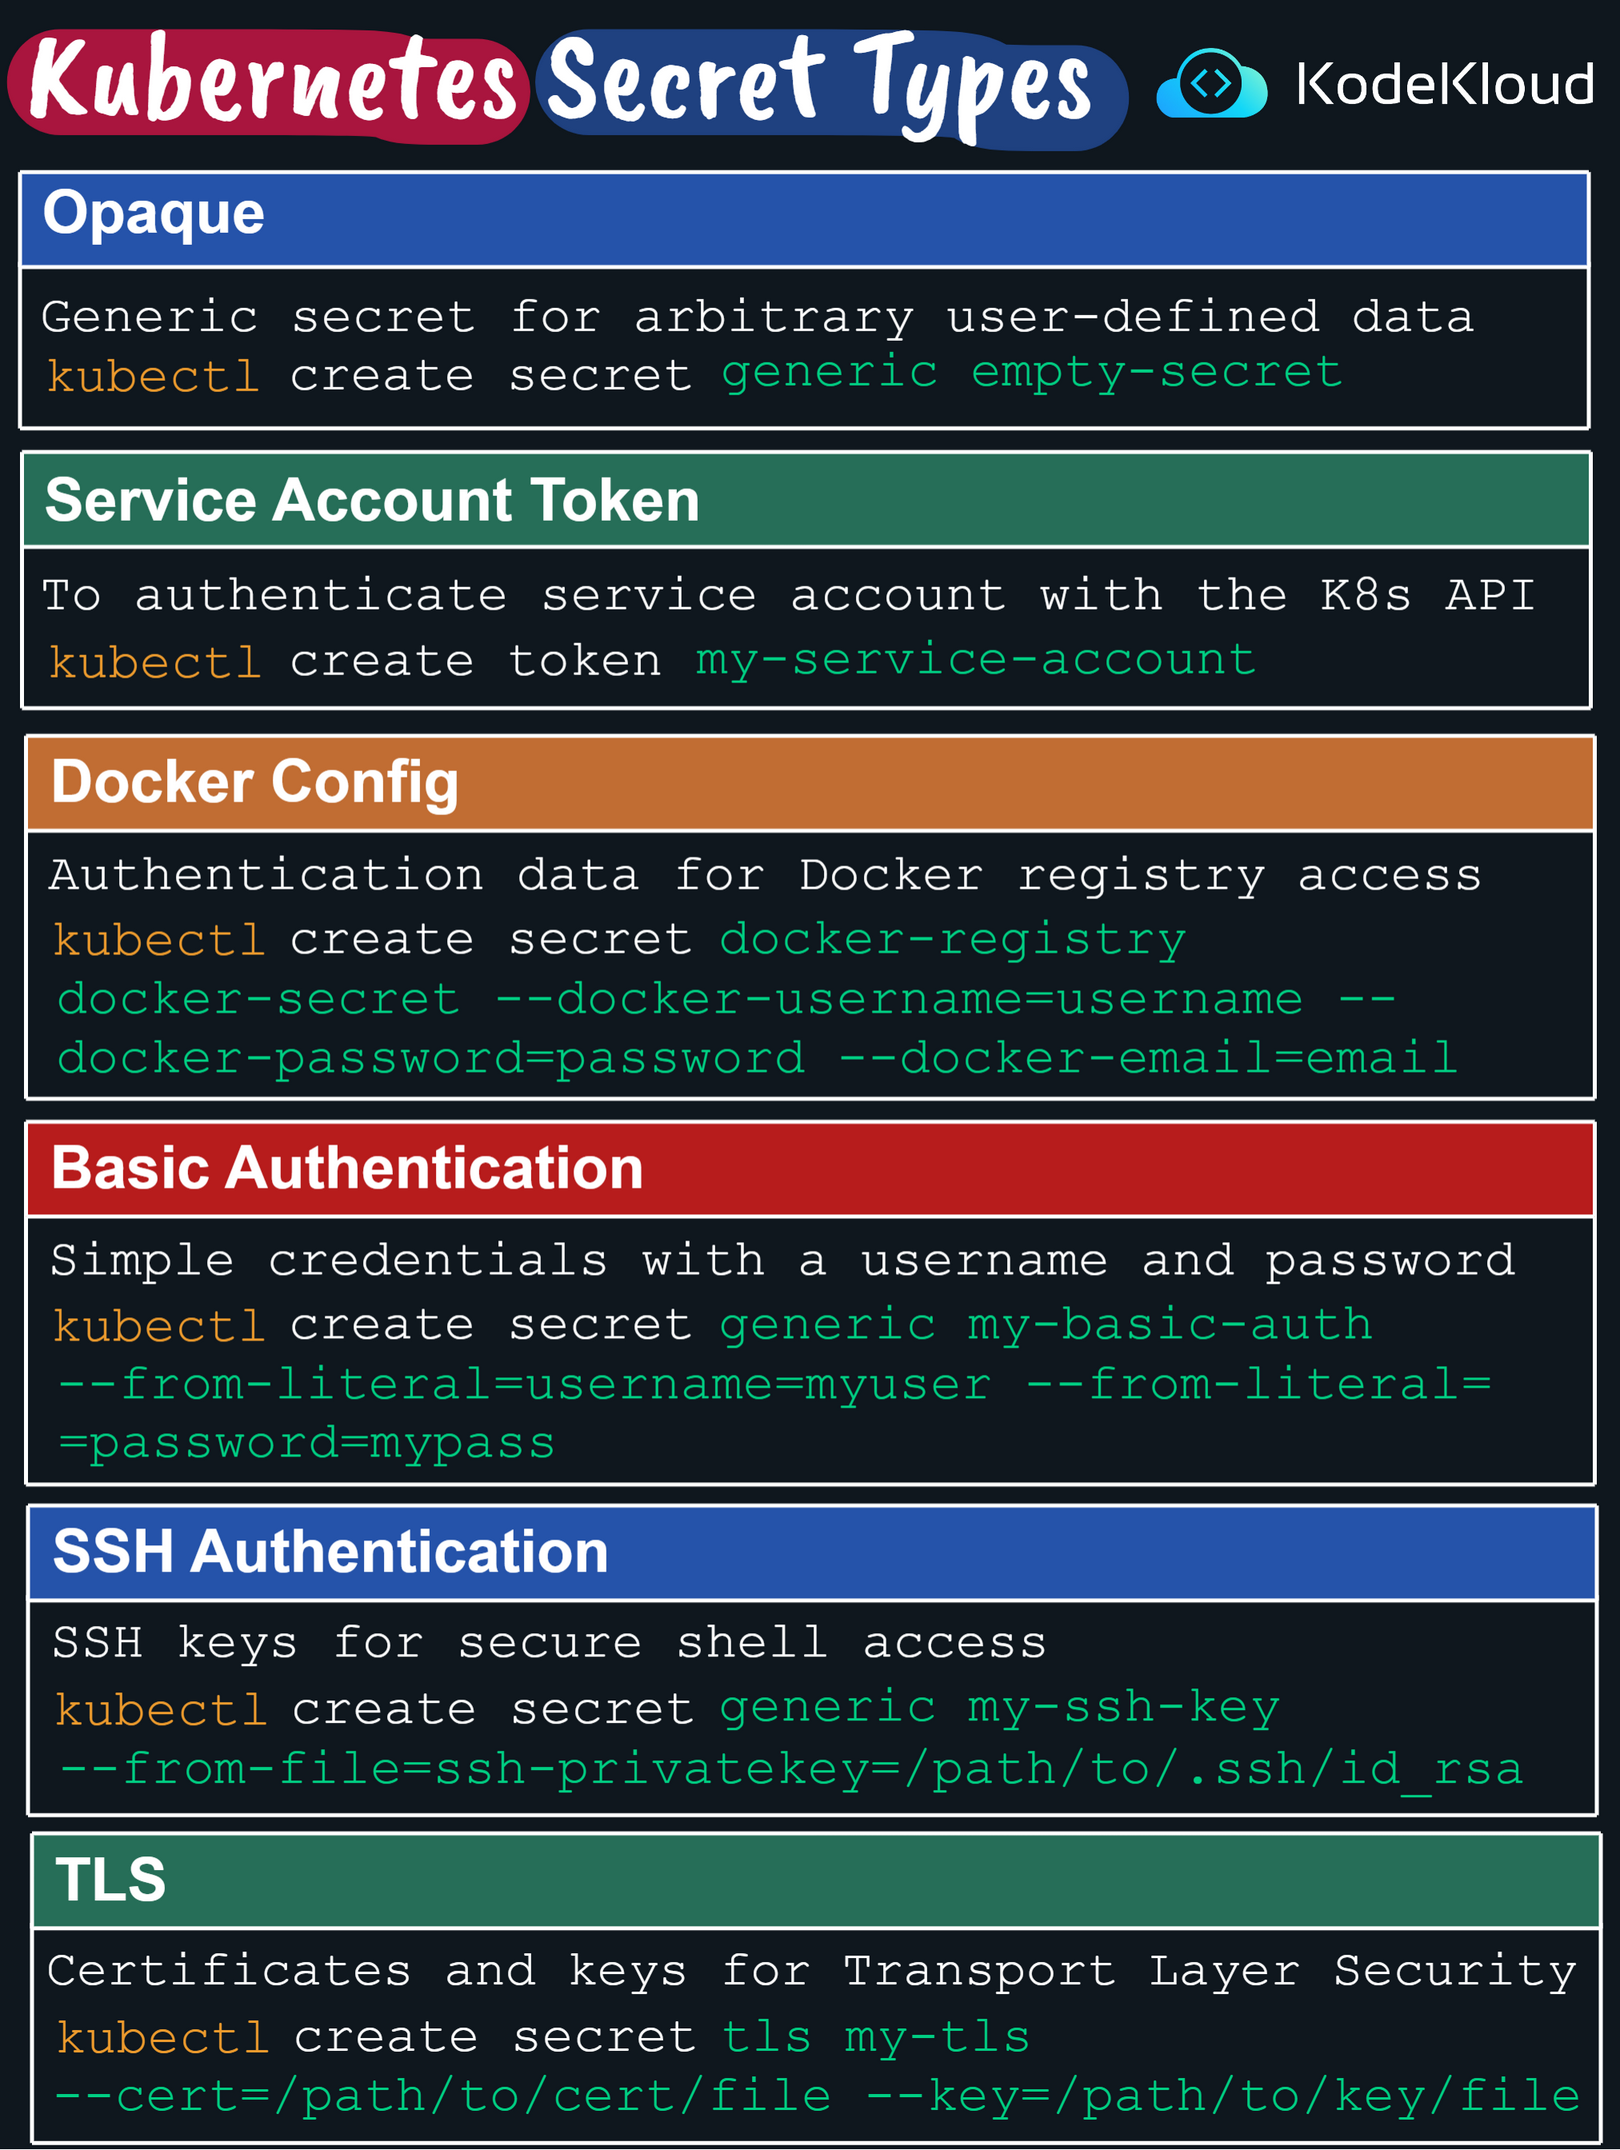 Kubernetes Secret Types KodeKloud
Opaque
Generic secret for arbitrary user-defined data
kubectl create secret generic empty-secret
Service Account Token
To authenticate service account with the K8s API
kubectl create token my-service-account
Docker Config
Authentication data for Docker registry access
kubectl create secret docker-registry
docker-secret --docker-username=username --
docker-password=password --docker-email=email
Basic Authentication
Simple credentials with a username and password
kubectl create secret generic my-basic-auth
--from-literal=username=myuser --from-literal=
=password=mypass
SSH Authentication
SSH keys for secure shell access
kubectl create secret generic my-ssh-key
--from-file=ssh-privatekey=/path/to/.ssh/id_rsa
TLS
Certificates and keys for Transport Layer Security
kubectl create secret tls my-tls
--cert=/path/to/cert/file --key=/path/to/key/file